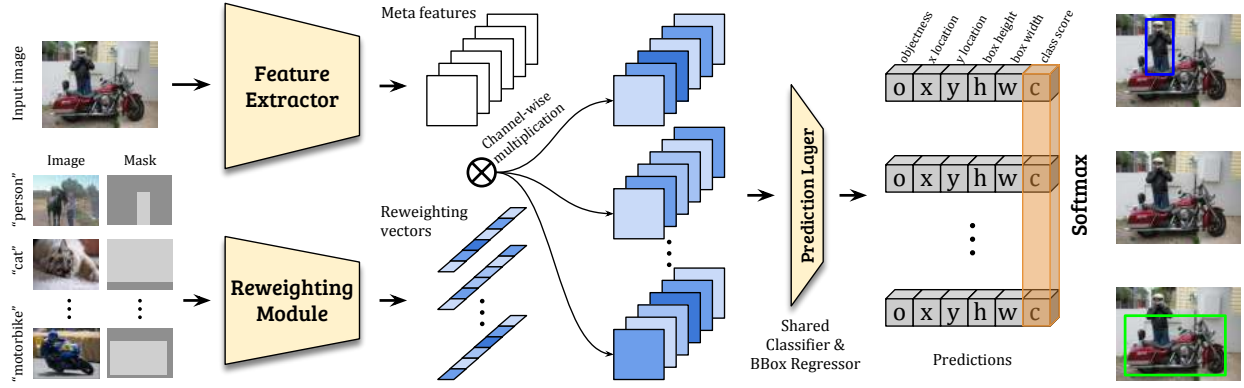 Input image
Feature
Extractor
Meta features
Channel-wise
multiplication
Image
Mask
"person"
"cat"
"motorbike"
Reweighting
Module
Reweighting
vectors
Prediction Layer
Shared
Classifier &
BBox Regressor
objectness
x location
y location
box height
box width
class score
o x y h w c
o x y h w c
o x y h w c
Predictions
Softmax